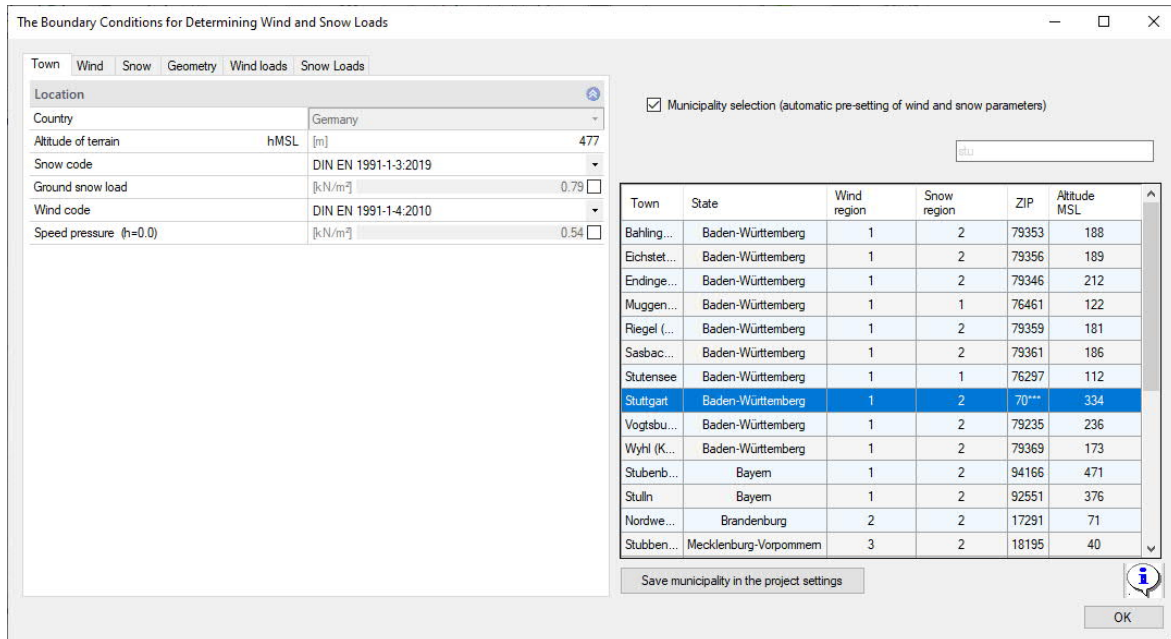 The Boundary Conditions for Determining Wind and Snow Loads
Town Wind Snow Geometry Wind loads Snow Loads
Location
Country Germany
Altitude of terrain hMSL [m] 477
Snow code DIN EN 1991-1-3:2019
Ground snow load [kN/m²] 0.79
Wind code DIN EN 1991-1-4:2010
Speed pressure (h=0.0) [kN/m²] 0.54
Municipality selection (automatic pre-setting of wind and snow parameters)
stu
Town State Wind region Snow region ZIP Altitude MSL
Bahling... Baden-Württemberg 1 2 79353 188
Eichstet... Baden-Württemberg 1 2 79356 189
Endinge... Baden-Württemberg 1 2 79346 212
Muggen... Baden-Württemberg 1 1 76461 122
Riegel (... Baden-Württemberg 1 2 79359 181
Sasbac... Baden-Württemberg 1 2 79361 186
Stutensee Baden-Württemberg 1 1 76297 112
Stuttgart Baden-Württemberg 1 2 70*** 334
Vogtsbu... Baden-Württemberg 1 2 79235 236
Wyhl (K... Baden-Württemberg 1 2 79369 173
Stubenb... Bayern 1 2 94166 471
Stulln Bayern 1 2 92551 376
Nordwe... Brandenburg 2 2 17291 71
Stubben... Mecklenburg-Vorpommern 3 2 18195 40
Save municipality in the project settings
i
OK